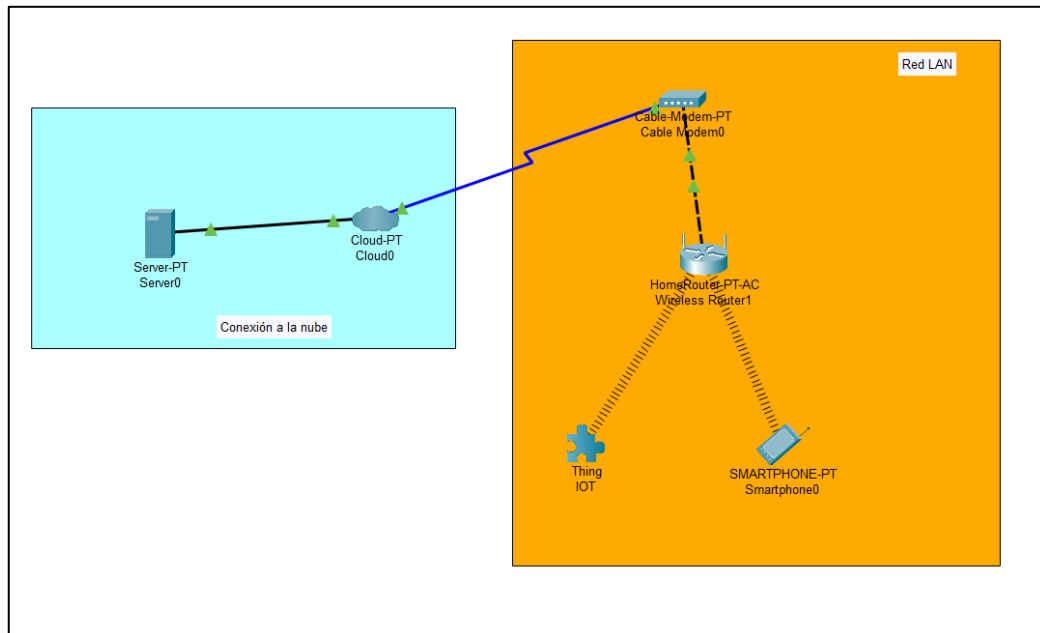 Red LAN
Cable-Modem-PT
Cable Modem0
Cloud-PT
Cloud0
Server-PT
Server0
HomeRouter-PT-AC
Wireless Router1
Conexión a la nube
Thing
IOT
SMARTPHONE-PT
Smartphone0